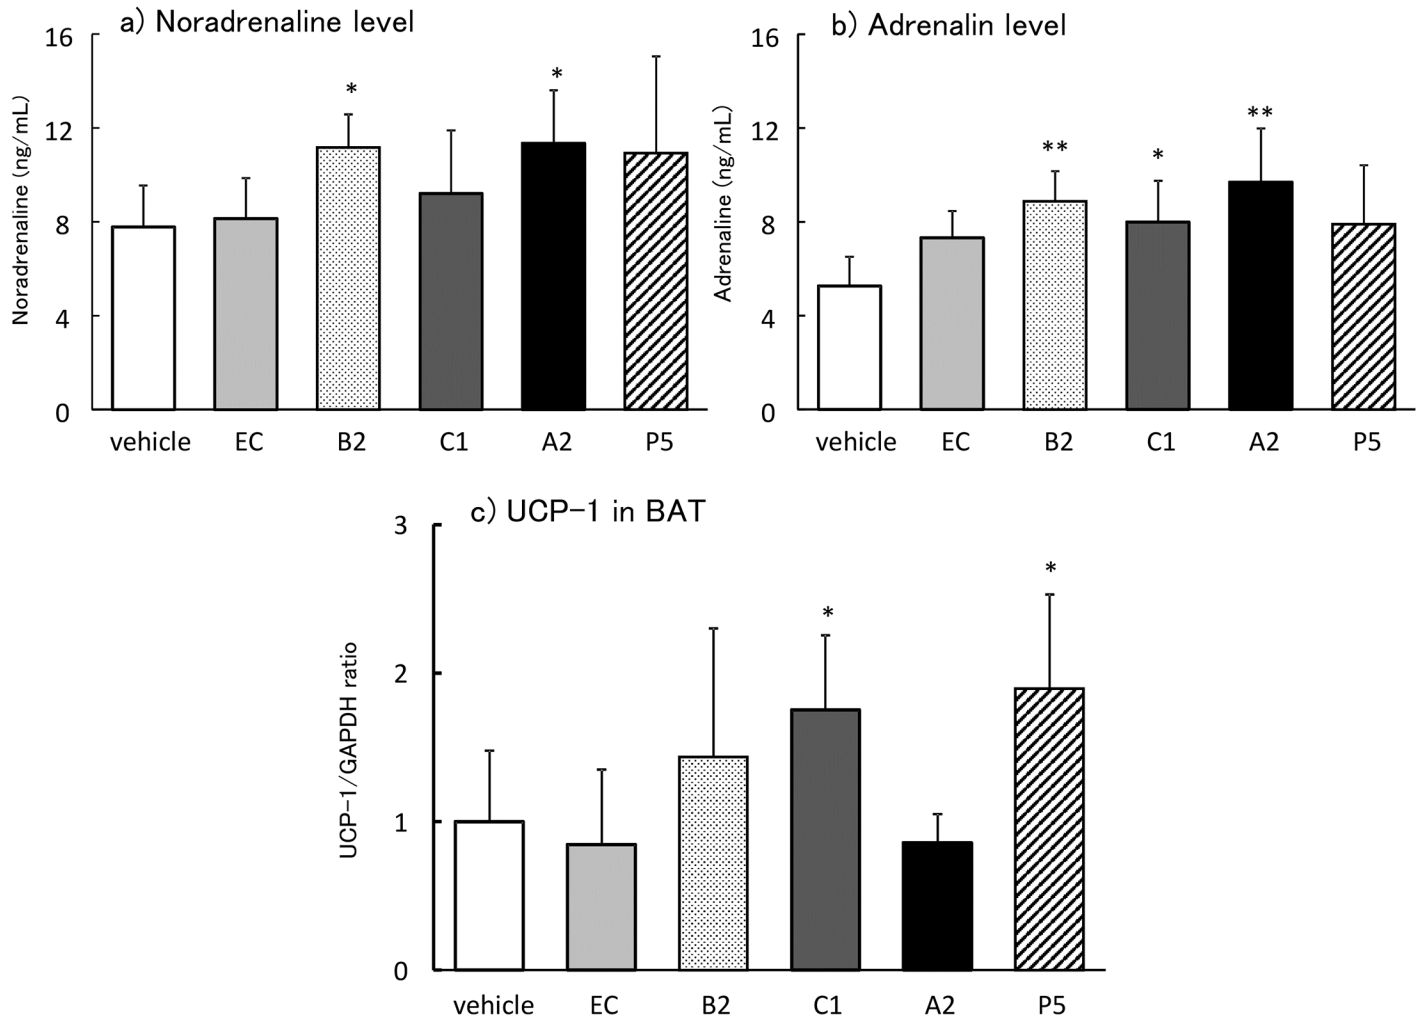 a) Noradrenaline level
Noradrenaline (ng/mL)
16
12
8
4
0
*
*
vehicle EC B2 C1 A2 P5
b) Adrenalin level
Adrenaline (ng/mL)
16
12
8
4
0
**
*
**
vehicle EC B2 C1 A2 P5
c) UCP-1 in BAT
UCP-1/GAPDH ratio
3
2
1
0
*
*
vehicle EC B2 C1 A2 P5